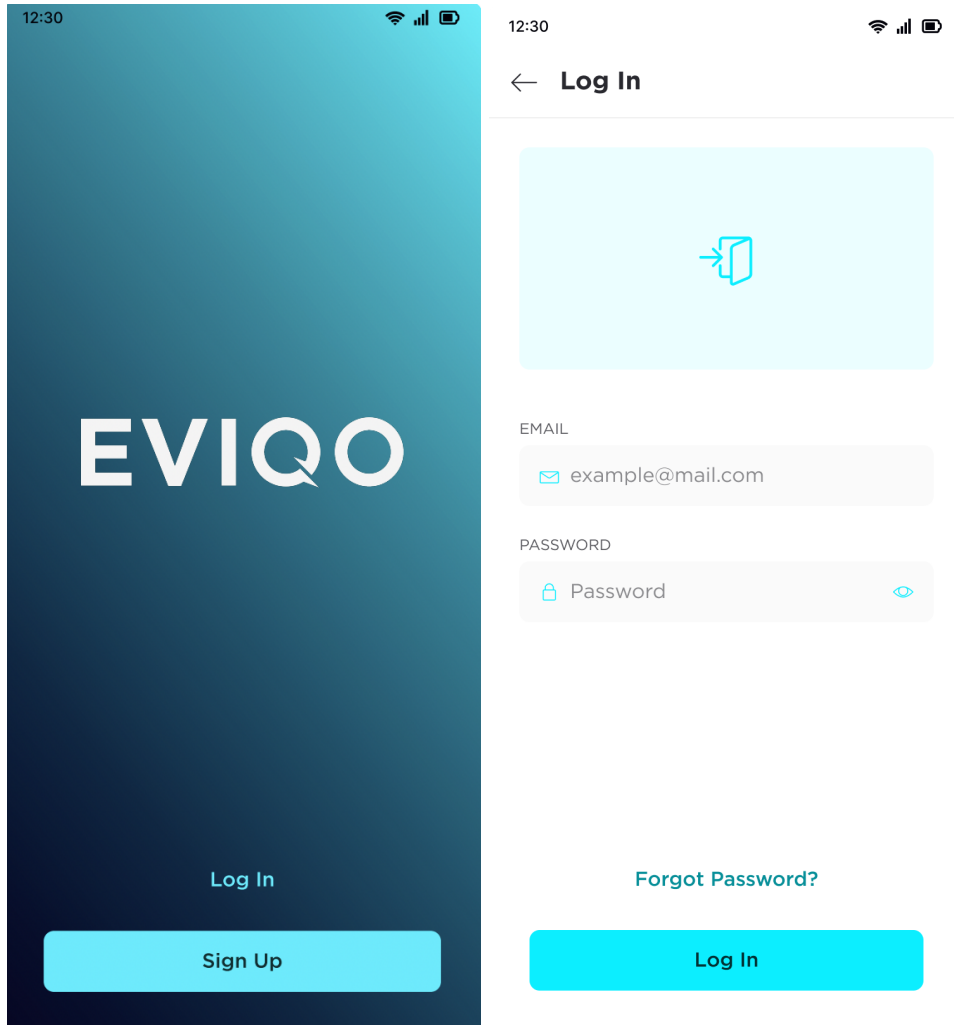 12:30
EVIQO
Log In
Sign Up
12:30
Log In
EMAIL
example@mail.com
PASSWORD
Password
Forgot Password?
Log In